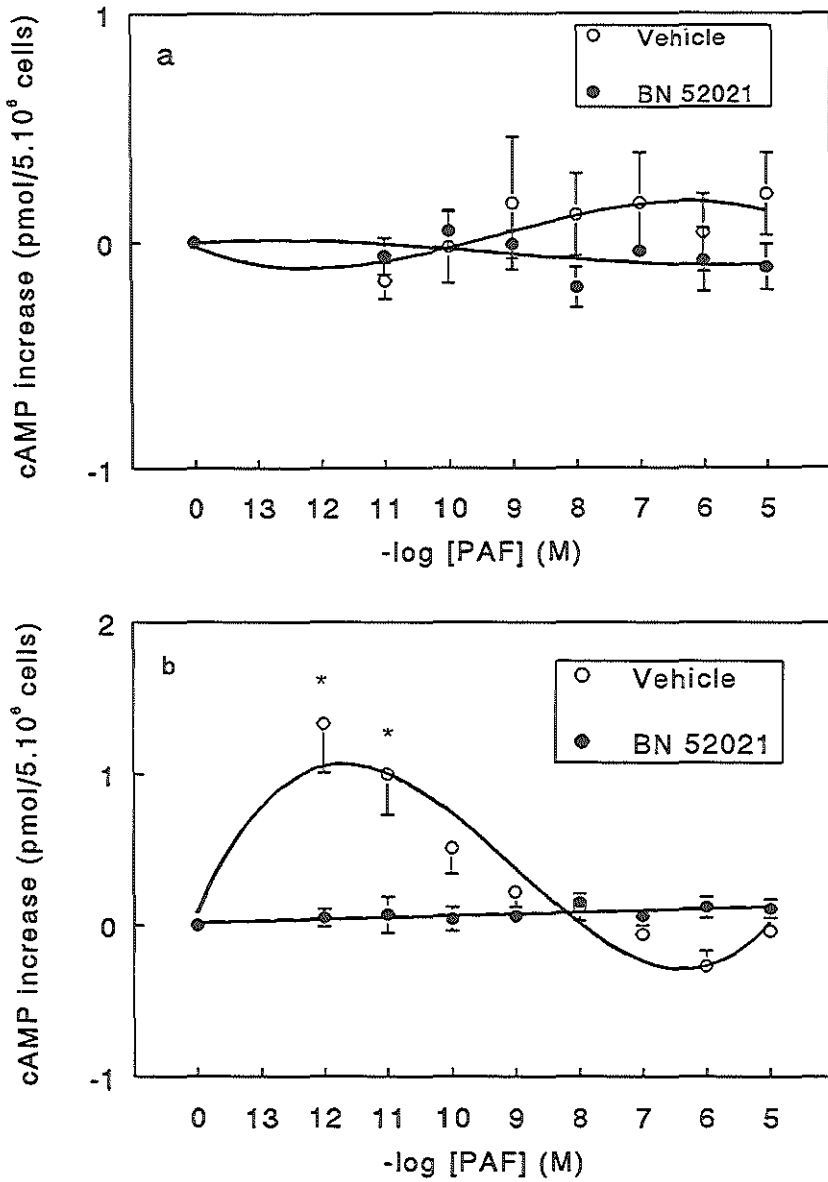 cAMP increase (pmol/5.10⁶ cells)
1
0
-1
a
Vehicle
BN 52021
0 13 12 11 10 9 8 7 6 5
-log [PAF] (M)
cAMP increase (pmol/5.10⁶ cells)
2
1
0
-1
b
Vehicle
BN 52021
*
*
0 13 12 11 10 9 8 7 6 5
-log [PAF] (M)